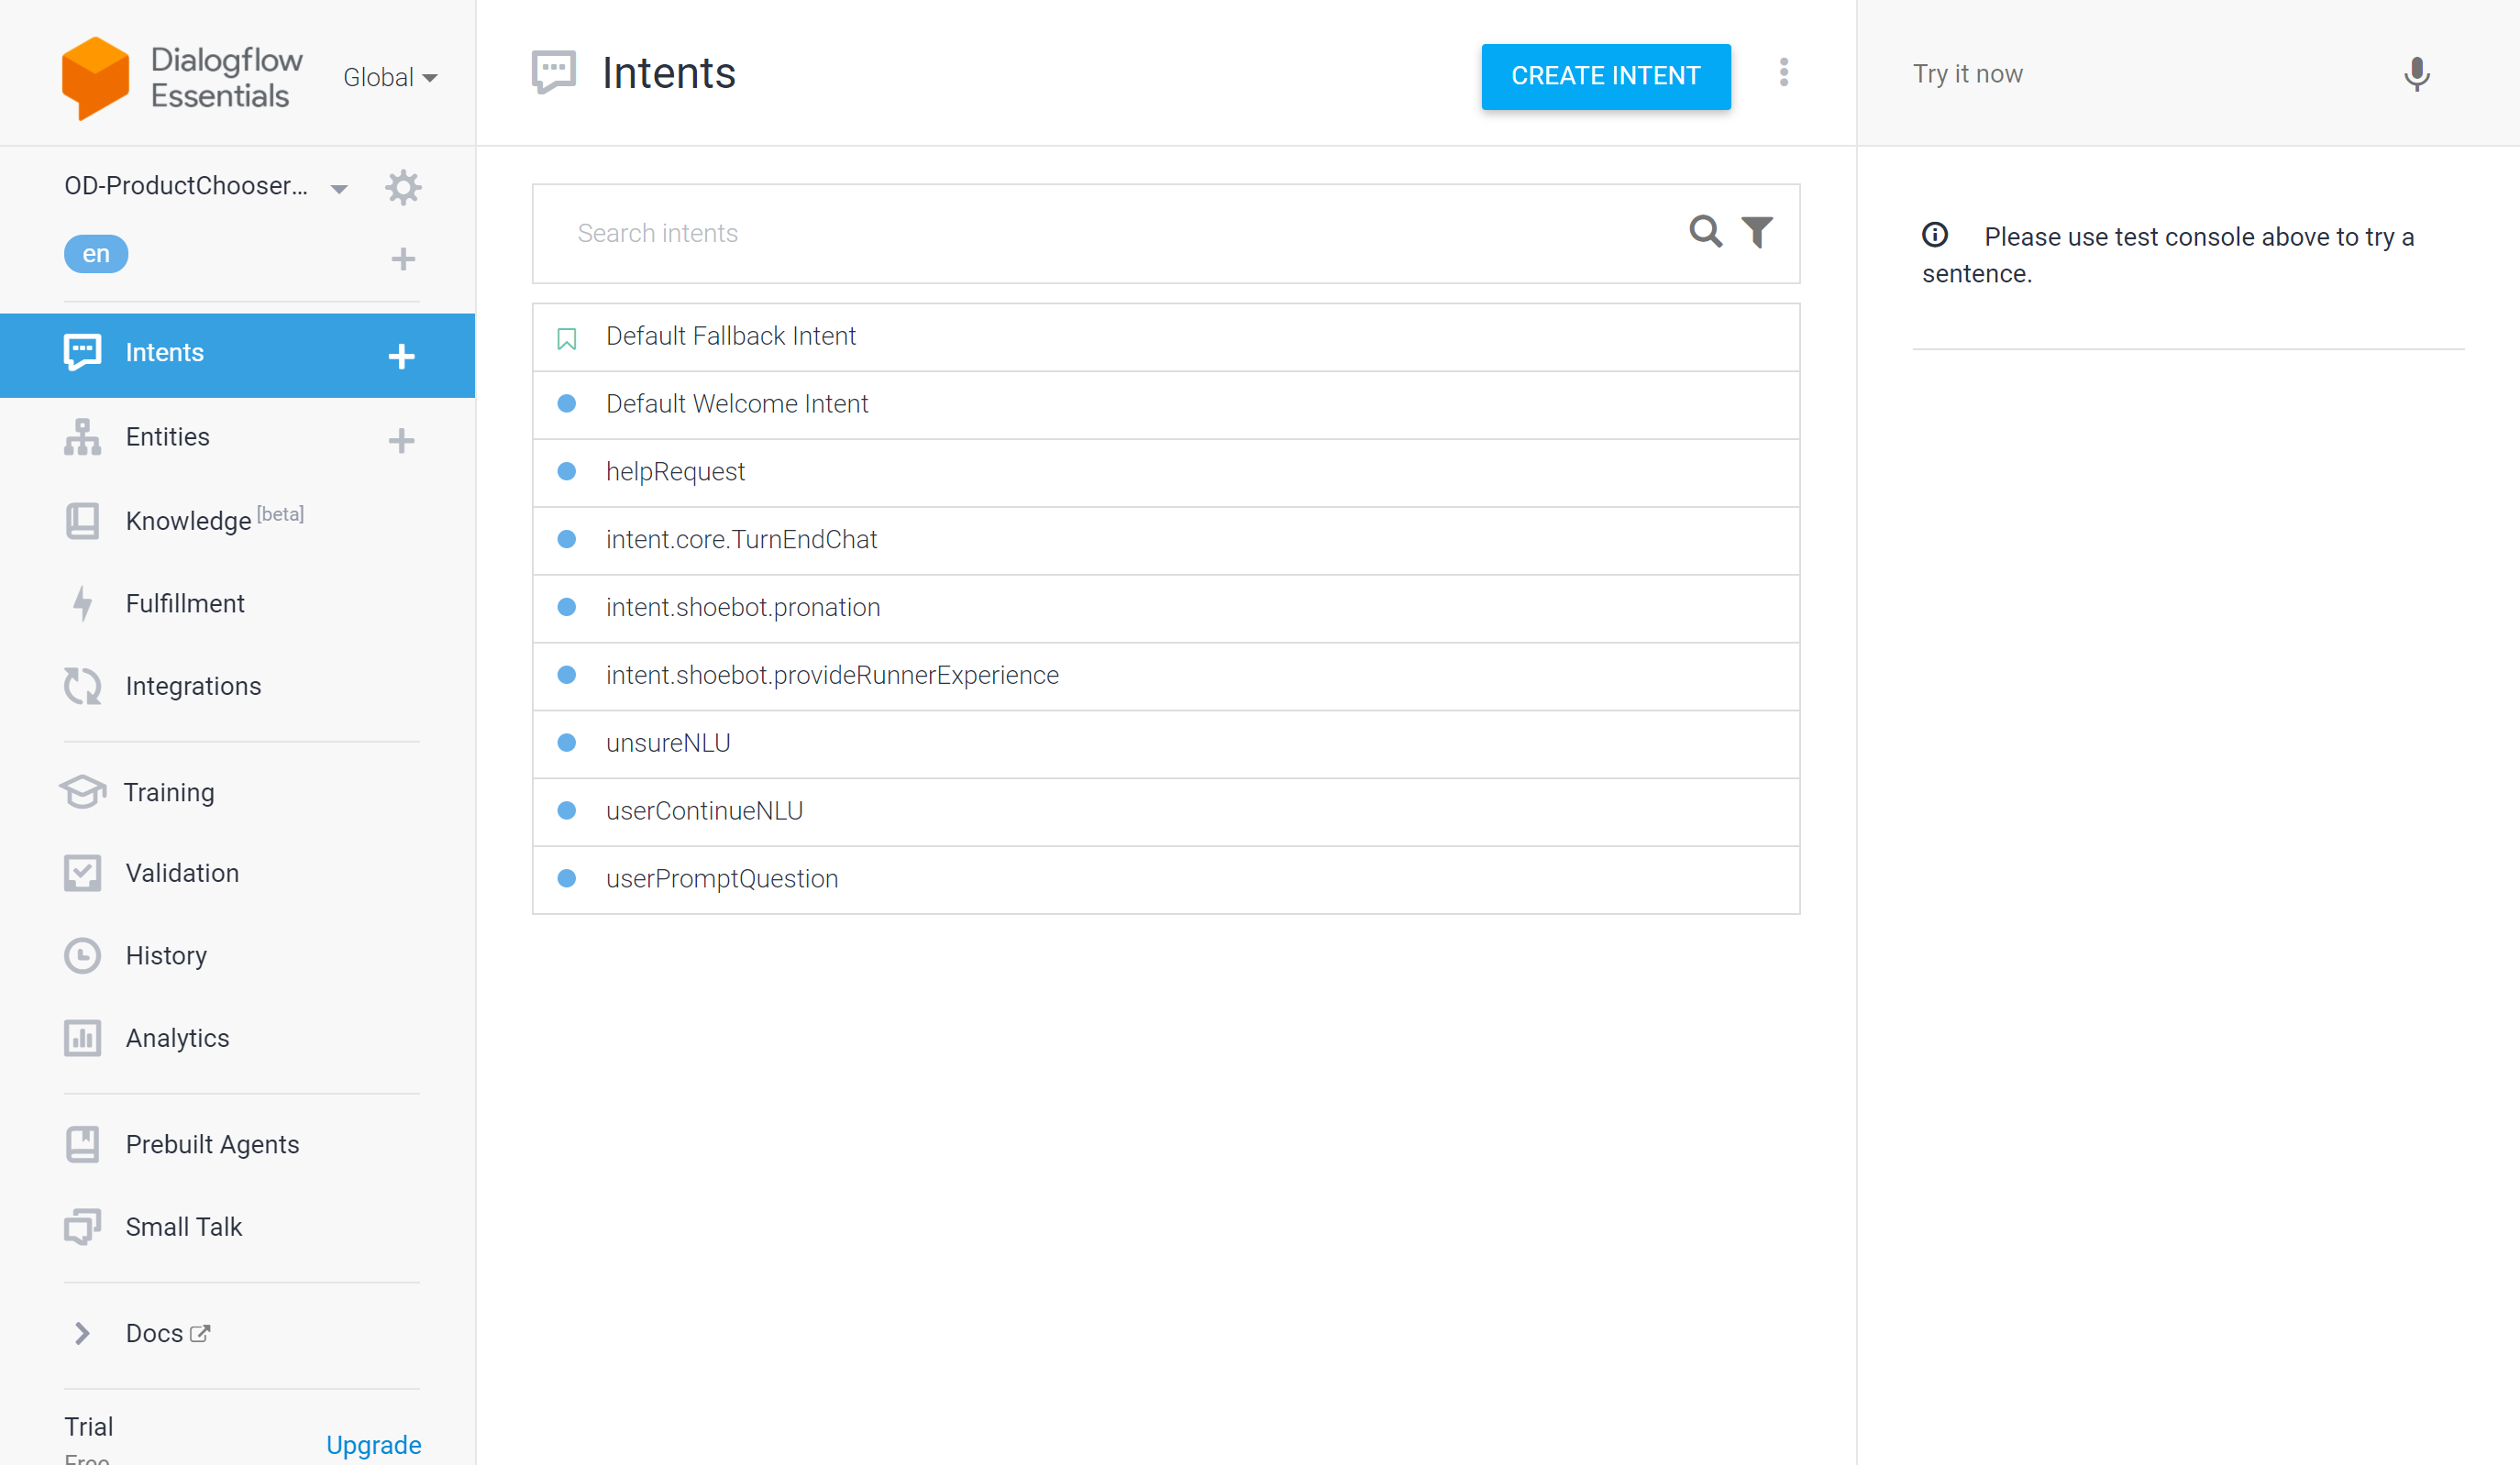 Dialogflow
Essentials
Global
OD-ProductChooser...
en
Intents
Entities
Knowledge [beta]
Fulfillment
Integrations
Training
Validation
History
Analytics
Prebuilt Agents
Small Talk
Docs
Trial
Free
Upgrade
Intents
CREATE INTENT
Search intents
Default Fallback Intent
Default Welcome Intent
helpRequest
intent.core.TurnEndChat
intent.shoebot.pronation
intent.shoebot.provideRunnerExperience
unsureNLU
userContinueNLU
userPromptQuestion
Try it now
Please use test console above to try a
sentence.